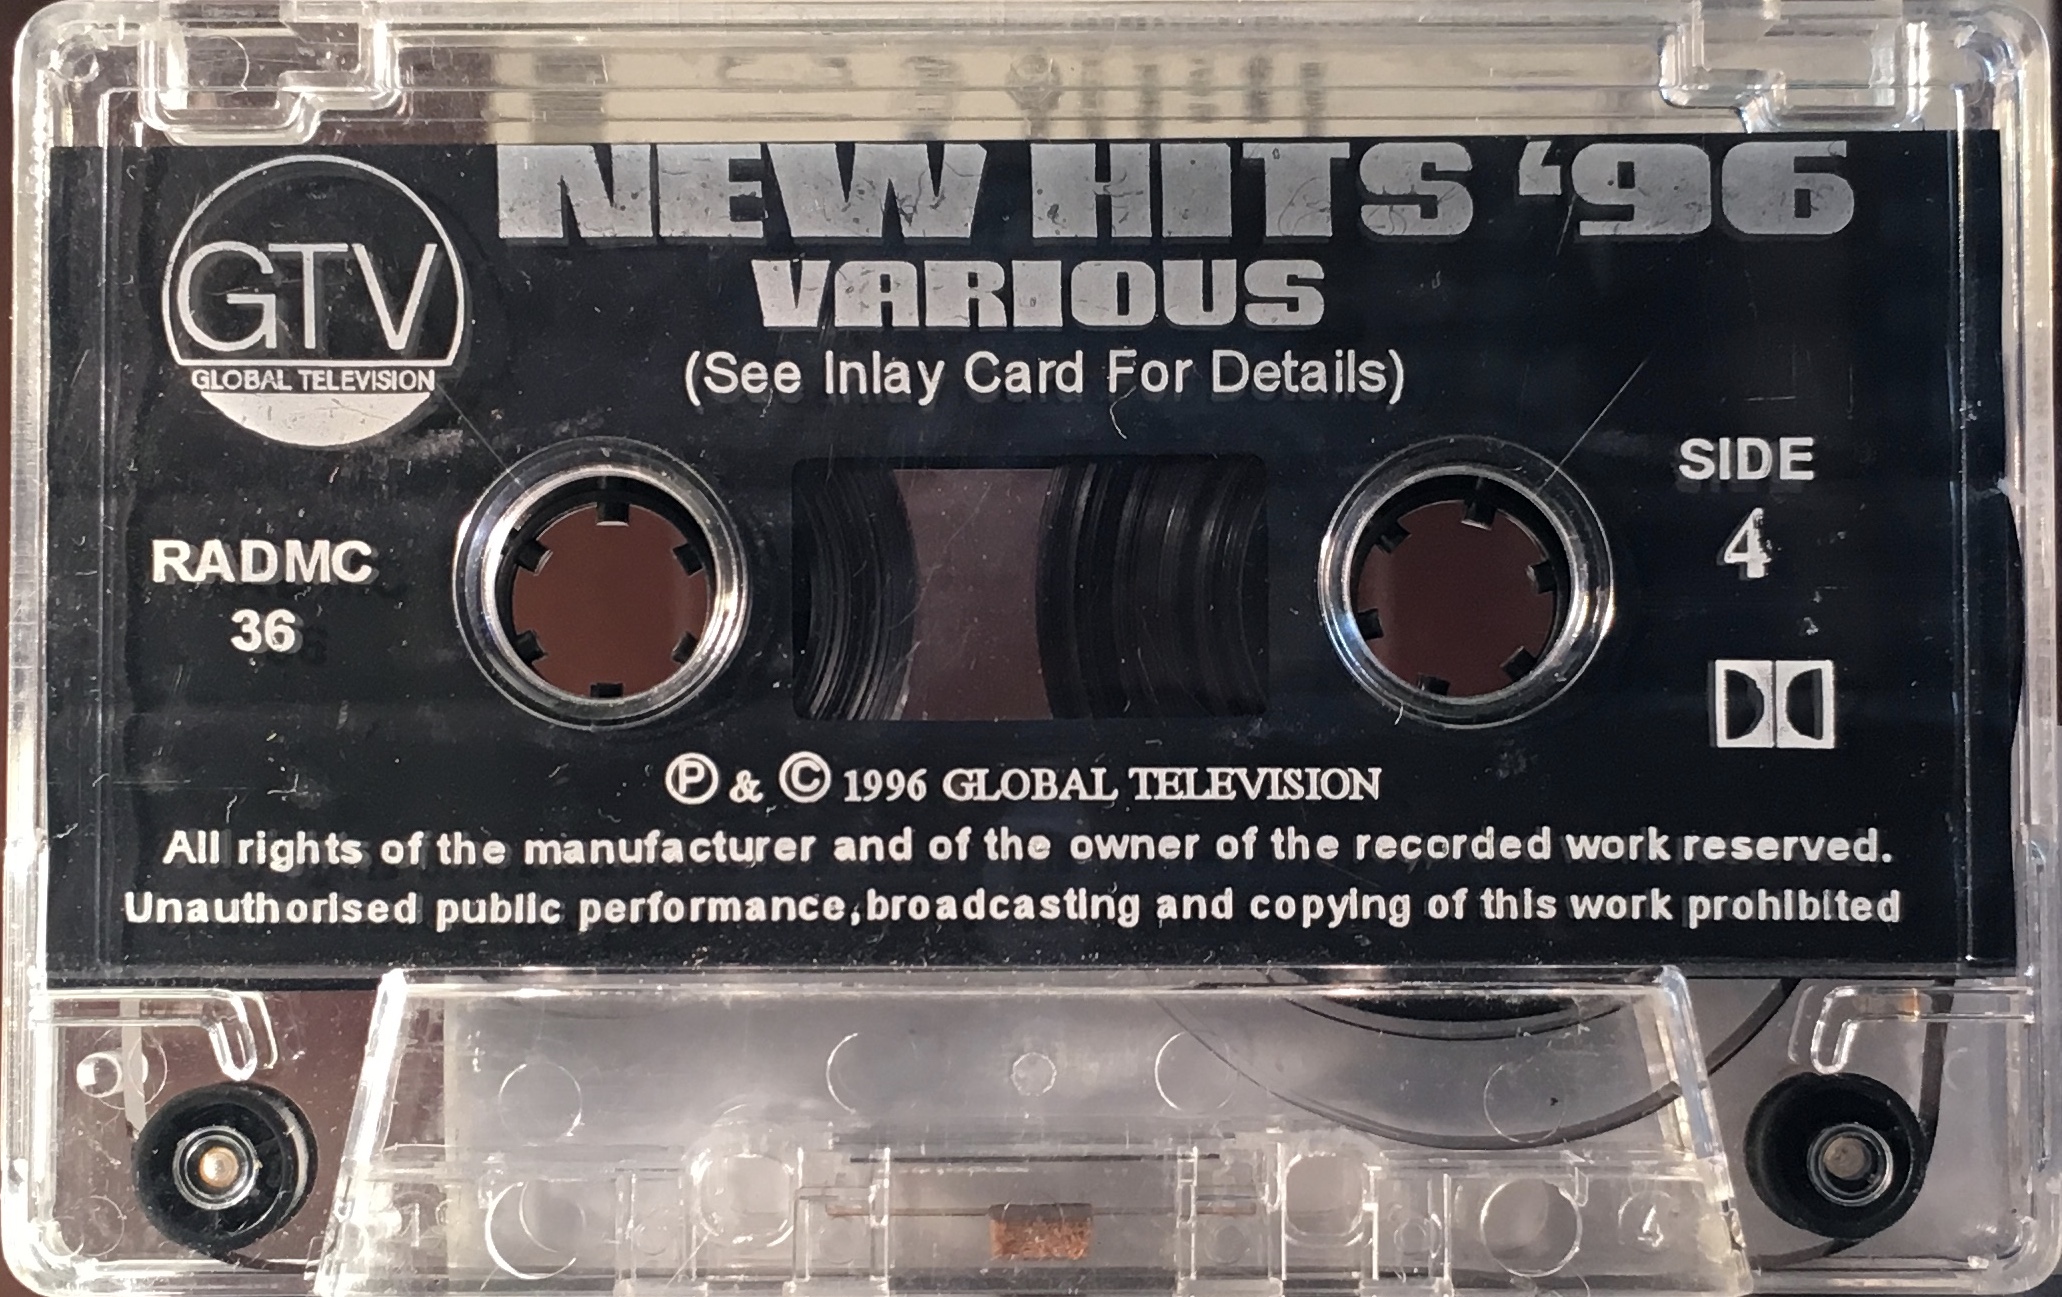 NEW HITS '96
VARIOUS
(See Inlay Card For Details)
GTV
GLOBAL TELEVISION
RADMC
36
SIDE
4
Ⓟ & © 1996 GLOBAL TELEVISION
All rights of the manufacturer and of the owner of the recorded work reserved.
Unauthorised public performance,broadcasting and copying of this work prohibited